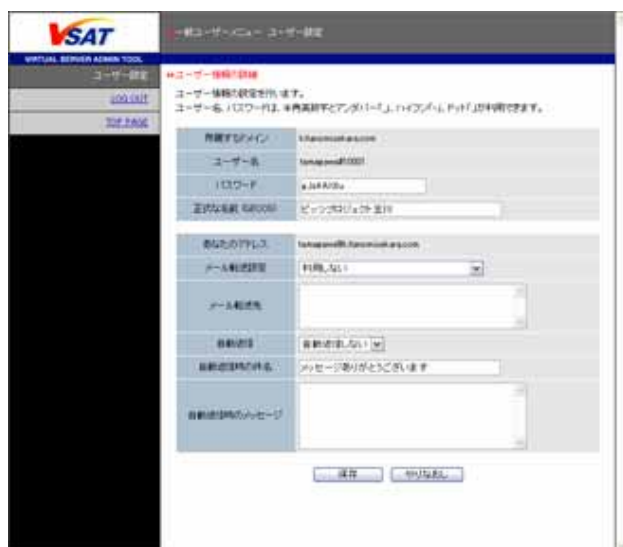 VSAT
VIRTUAL SERVER ADMIN TOOL
一般ユーザーメニュー ユーザー設定
ユーザー設定
LOG OUT
TOP PAGE
ユーザー情報の詳細
ユーザー情報の設定を行います。
ユーザー名、パスワードは、半角英数字とアンダーバー「_」、ハイフン「-」、ドット「.」が利用できます。
所属するドメイン
ユーザー名
パスワード
正式な名前
あなたのアドレス
メール転送設定 利用しない
メール転送先
自動返信 自動返信しない
自動返信時の件名 メッセージありがとうございます
自動返信時のメッセージ
保存 やりなおし